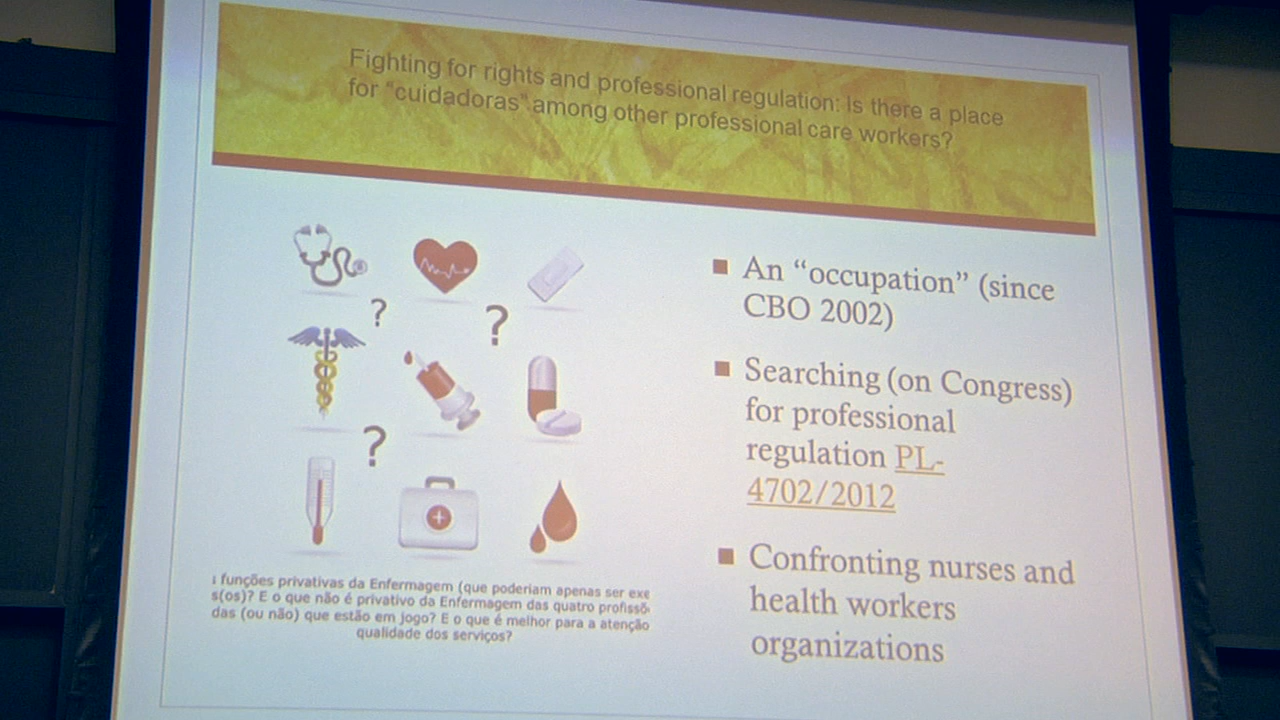 Fighting for rights and professional regulation: Is there a place
for "cuidadoras".among other professional care workers?
An “occupation” (since
CBO 2002)
Searching (on Congress)
for professional
regulation PL-
4702/2012
Confronting nurses and
health workers
organizations
?
?
?
funções privativas da Enfermagem (que poderiam apenas ser exe
s(os)? E o que não é privativo da Enfermagem das quatro profissõ
das (ou não) que estão em jogo? E o que é melhor para a atenção
qualidade dos serviços?